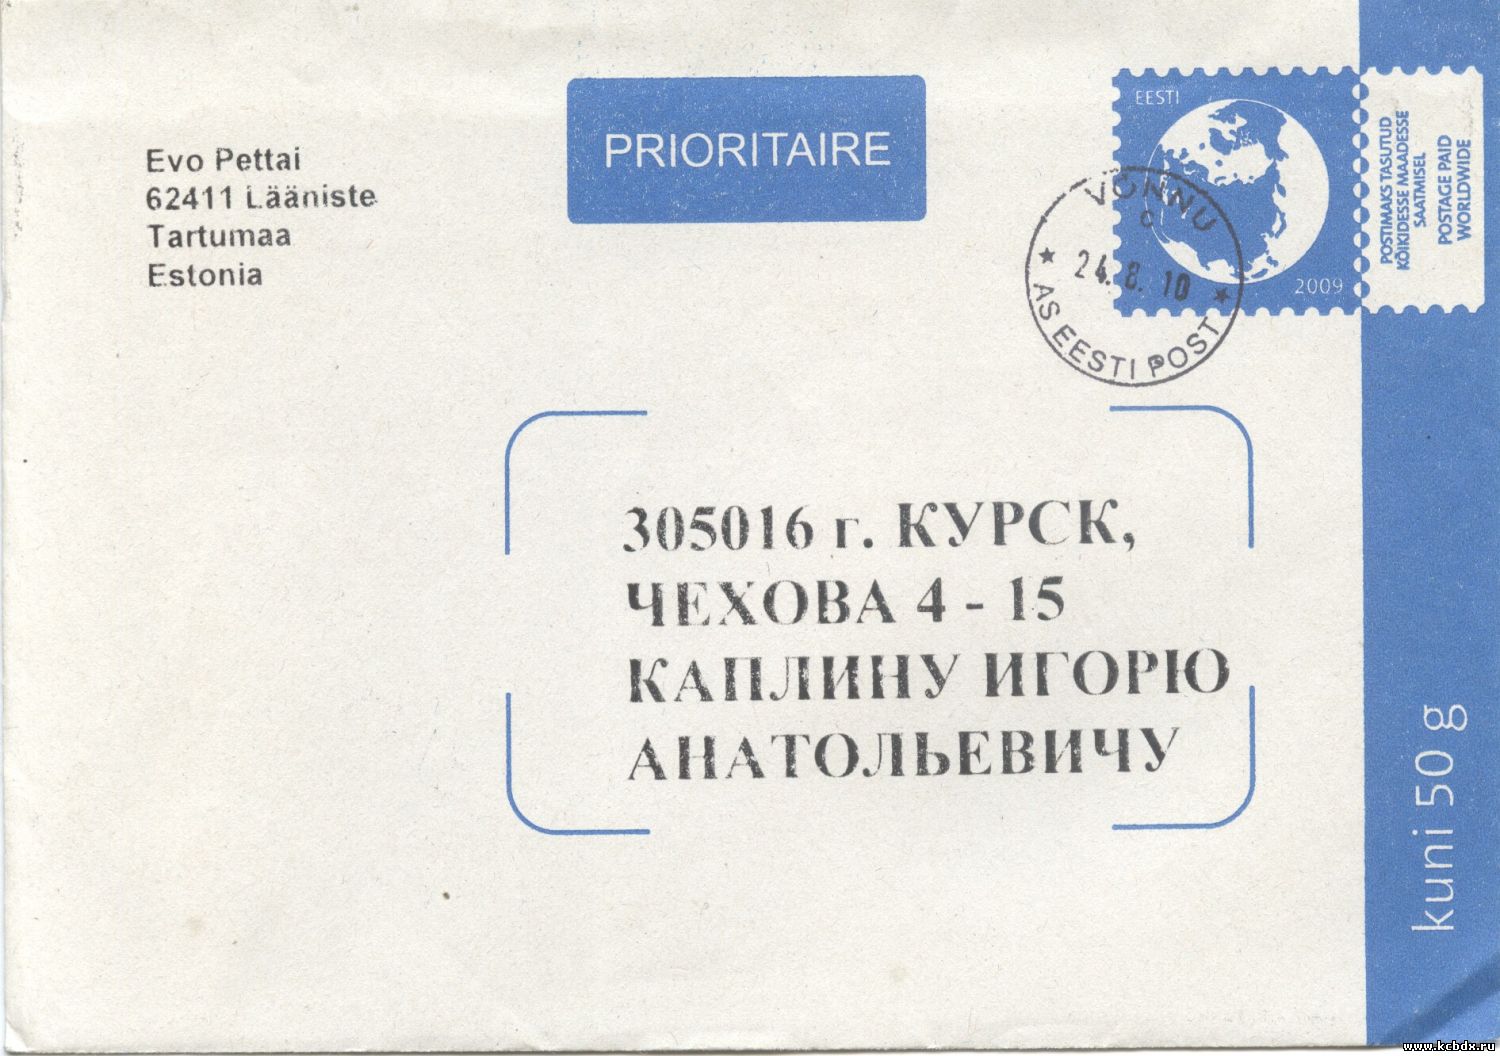 Evo Pettai
62411 Lääniste
Tartumaa
Estonia
PRIORITAIRE
EESTI
2009
POSTIMAKS TASUTUD
KÕIKIDESSE MAADESSE
SAATMISEL
POSTAGE PAID
WORLDWIDE
VÕNNU
C
24. 8. 10
AS EESTI POST
305016 г. КУРСК,
ЧЕХОВА 4 - 15
КАПЛИНУ ИГОРЮ
АНАТОЛЬЕВИЧУ
kuni 50 g
www.kcbdx.ru